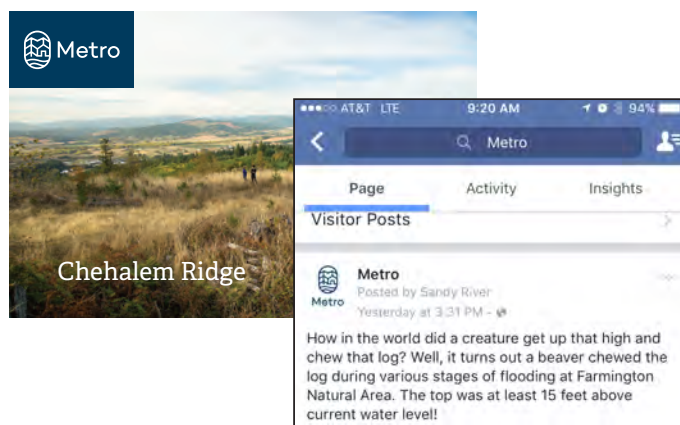 Metro
Chehalem Ridge
AT&T LTE
9:20 AM
94%
Metro
Page
Activity
Insights
Visitor Posts
Metro
Metro
Posted by Sandy River
Yesterday at 3:31 PM -
How in the world did a creature get up that high and
chew that log? Well, it turns out a beaver chewed the
log during various stages of flooding at Farmington
Natural Area. The top was at least 15 feet above
current water level!